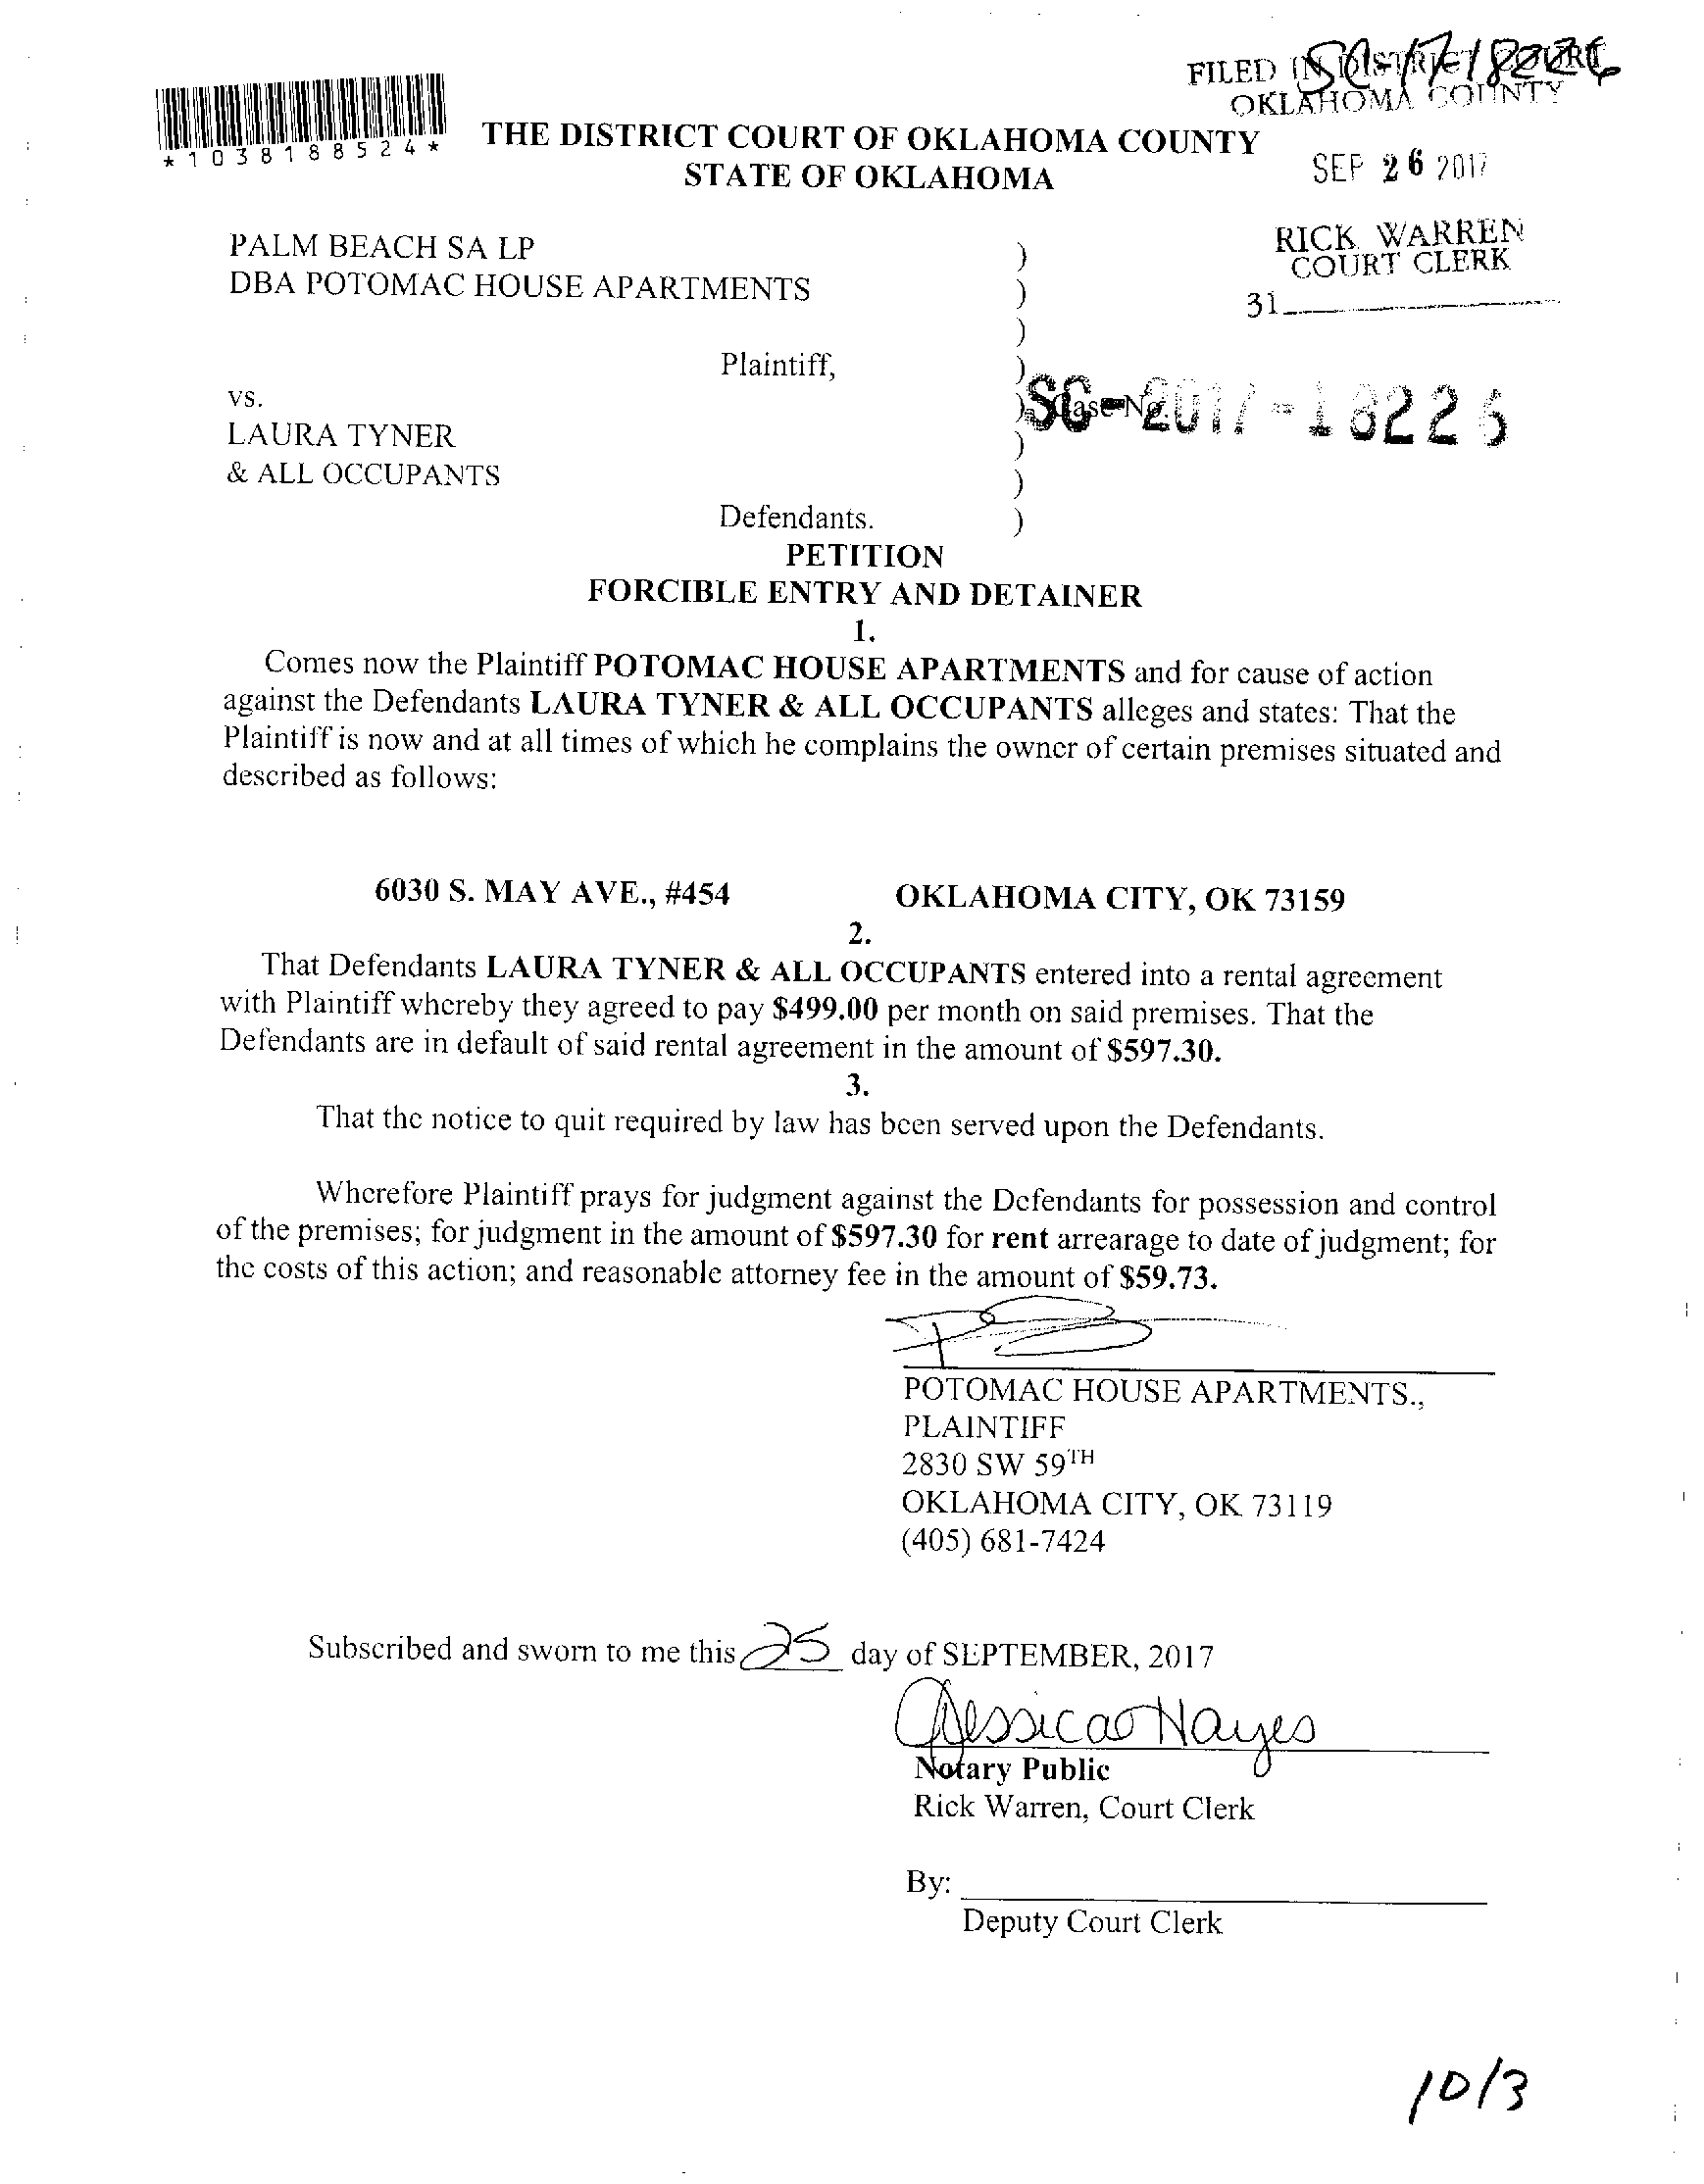 FILED IN DISTRICT COURT
OKLAHOMA COUNTY
*1038188524*
THE DISTRICT COURT OF OKLAHOMA COUNTY
STATE OF OKLAHOMA
SEP 26 2017
RICK WARREN
COURT CLERK
31
PALM BEACH SA LP )
DBA POTOMAC HOUSE APARTMENTS )
)
Plaintiff, )
vs. ) Case No. SC-2017-1822
LAURA TYNER )
& ALL OCCUPANTS )
Defendants. )
PETITION
FORCIBLE ENTRY AND DETAINER
1.
Comes now the Plaintiff POTOMAC HOUSE APARTMENTS and for cause of action
against the Defendants LAURA TYNER & ALL OCCUPANTS alleges and states: That the
Plaintiff is now and at all times of which he complains the owner of certain premises situated and
described as follows:
6030 S. MAY AVE., #454 OKLAHOMA CITY, OK 73159
2.
That Defendants LAURA TYNER & ALL OCCUPANTS entered into a rental agreement
with Plaintiff whereby they agreed to pay $499.00 per month on said premises. That the
Defendants are in default of said rental agreement in the amount of $597.30.
3.
That the notice to quit required by law has been served upon the Defendants.
Wherefore Plaintiff prays for judgment against the Defendants for possession and control
of the premises; for judgment in the amount of $597.30 for rent arrearage to date of judgment; for
the costs of this action; and reasonable attorney fee in the amount of $59.73.
POTOMAC HOUSE APARTMENTS.,
PLAINTIFF
2830 SW 59TH
OKLAHOMA CITY, OK 73119
(405) 681-7424
Subscribed and sworn to me this 25 day of SEPTEMBER, 2017
Jessica Hayes
Notary Public
Rick Warren, Court Clerk
By:
Deputy Court Clerk
10/3